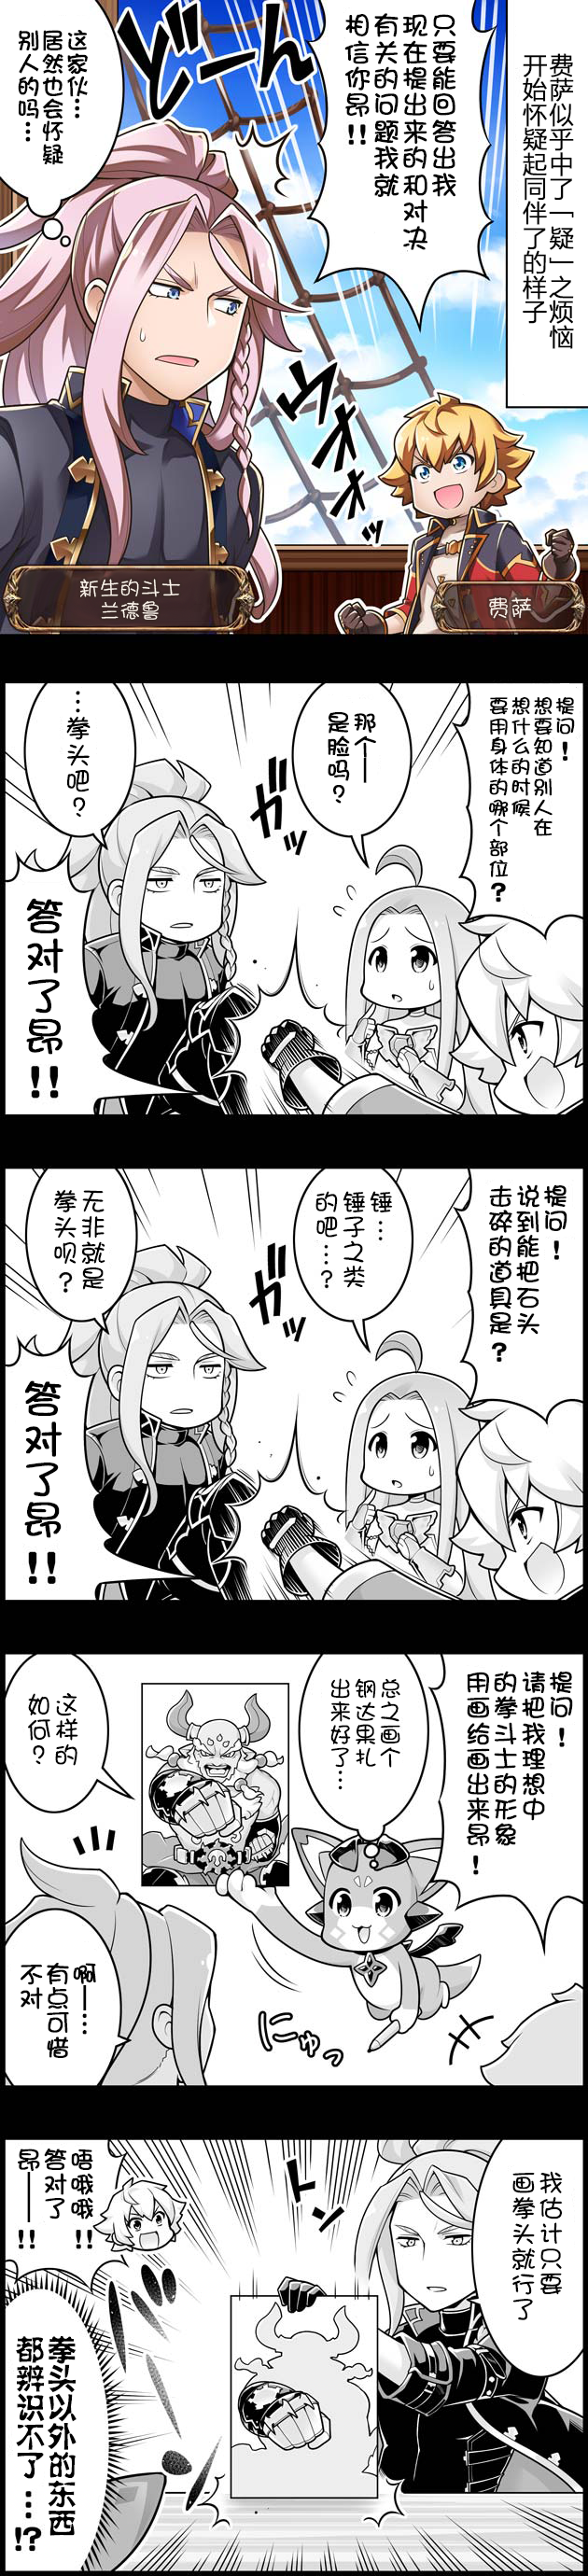 费萨似乎中了「疑」之烦恼
开始怀疑起同伴了的样子
只要能回答出我
现在提出来的和对决
有关的问题我就
相信你昂!!
どーん
这家伙…
居然也会怀疑
别人的吗…
ウオォッ
新生的斗士
兰德鲁
费萨
提问！
想要知道别人在
想什么的时候
要用身体的哪个部位？
那个—
是脸吗？
ガッ
…拳头吧？
答对了昂!!
提问！
说到能把石头
击碎的道具是？
锤…
锤子之类
的吧…？
ガッ
无非就是
拳头呗？
答对了昂!!
提问！
请把我理想中
的拳斗士的形象
用画给画出来昂！
总之画个
钢达果扎
出来好了…
这样的
如何？
にゅっ
啊—…
有点可惜
不对
我估计只要
画拳头就行了
トン
唔哦哦!!
答对了
昂——!!
拳头以外的东西
都辨识不了…!?